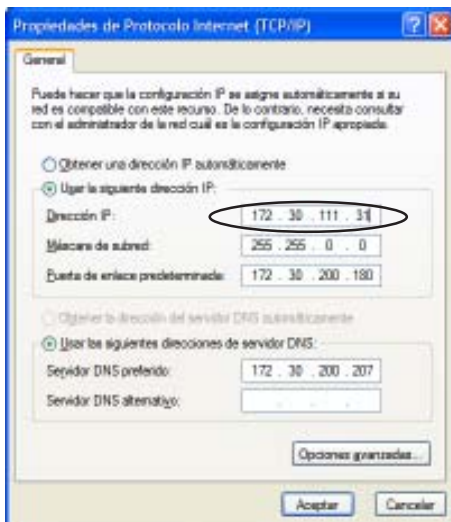 Propiedades de Protocolo Internet (TCP/IP)
General
Puede hacer que la configuración IP se asigne automáticamente si su
red es compatible con este recurso. De lo contrario, necesita consultar
con el administrador de la red cuál es la configuración IP apropiada.
Obtener una dirección IP automáticamente
Usar la siguiente dirección IP:
Dirección IP: 172 . 30 . 111 . 31
Máscara de subred: 255 . 255 . 0 . 0
Puerta de enlace predeterminada: 172 . 30 . 200 . 180
Obtener la dirección del servidor DNS automáticamente
Usar las siguientes direcciones de servidor DNS:
Servidor DNS preferido: 172 . 30 . 200 . 207
Servidor DNS alternativo: . . .
Opciones avanzadas...
Aceptar Cancelar